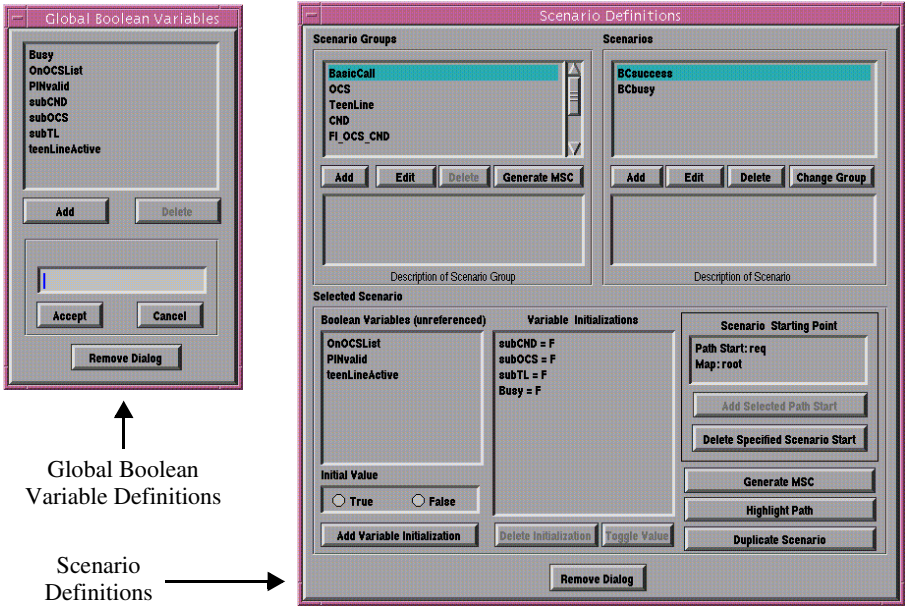 Global Boolean Variables
Busy
OnOCSList
PINvalid
subCND
subOCS
subTL
teenLineActive
Add
Delete
Accept
Cancel
Remove Dialog
Global Boolean
Variable Definitions
Scenario
Definitions
Scenario Definitions
Scenario Groups
BasicCall
OCS
TeenLine
CND
FI_OCS_CND
Add
Edit
Delete
Generate MSC
Description of Scenario Group
Scenarios
BCsuccess
BCbusy
Add
Edit
Delete
Change Group
Description of Scenario
Selected Scenario
Boolean Variables (unreferenced)
OnOCSList
PINvalid
teenLineActive
Initial Value
True
False
Add Variable Initialization
Variable Initializations
subCND = F
subOCS = F
subTL = F
Busy = F
Delete Initialization
Toggle Value
Scenario Starting Point
Path Start: req
Map: root
Add Selected Path Start
Delete Specified Scenario Start
Generate MSC
Highlight Path
Duplicate Scenario
Remove Dialog